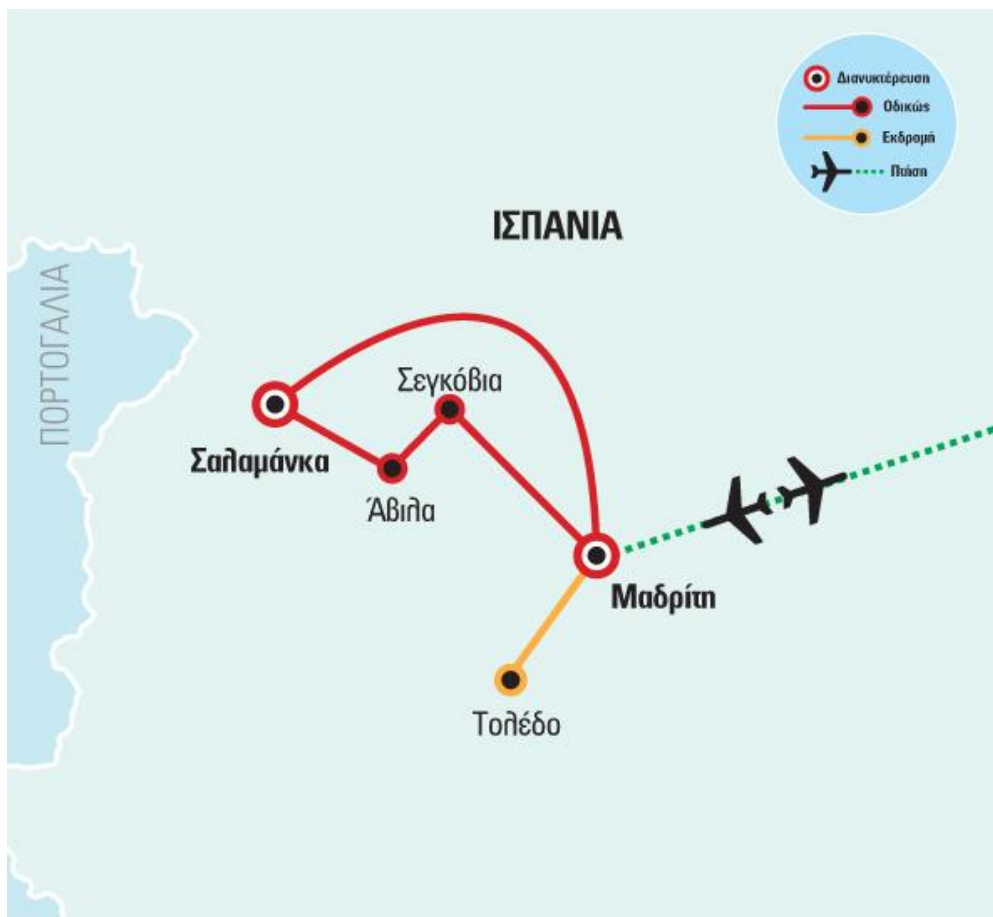 Διανυκτέρευση
Οδικώς
Εκδρομή
Πτήση
ΙΣΠΑΝΙΑ
ΠΟΡΤΟΓΑΛΙΑ
Σεγκόβια
Σαλαμάνκα
Άβιλα
Μαδρίτη
Τολέδο